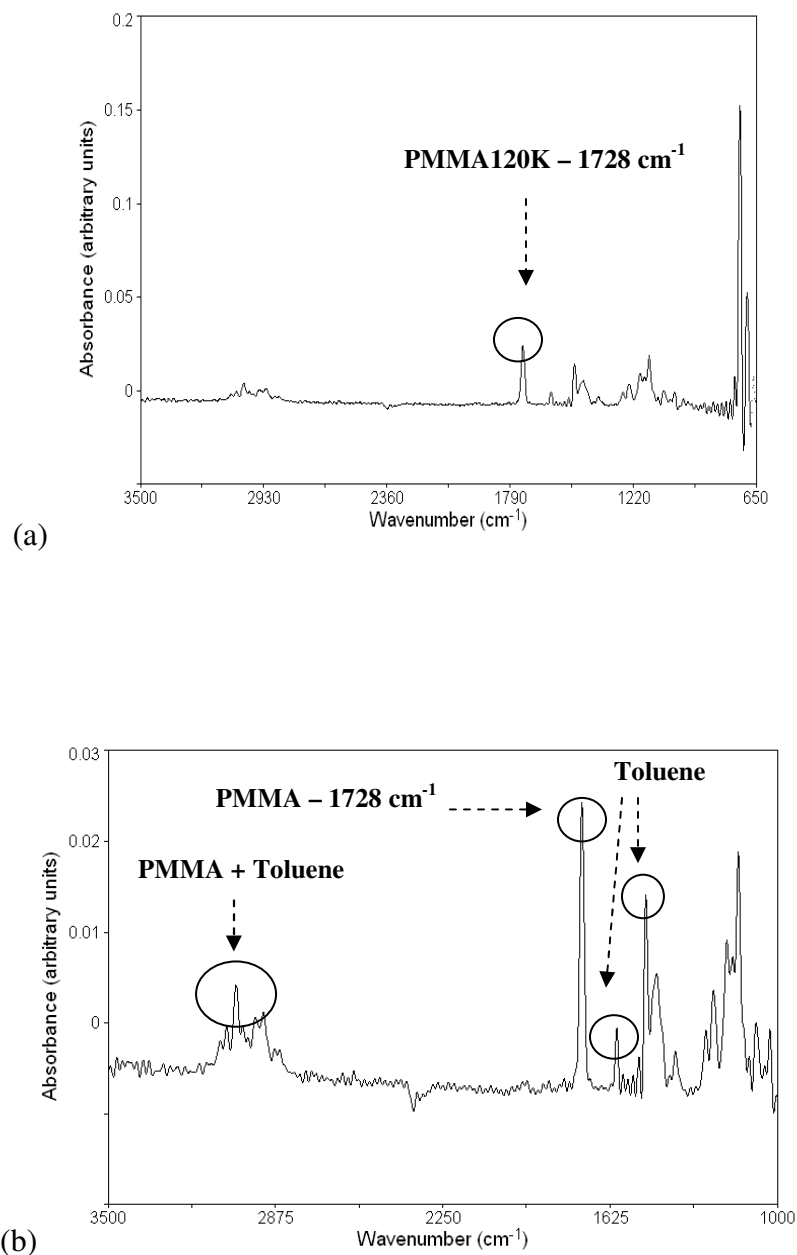 0.2
0.15
0.1
0.05
0
Absorbance (arbitrary units)
PMMA120K – 1728 cm⁻¹
3500 2930 2360 1790 1220 650
Wavenumber (cm⁻¹)
(a)
0.03
0.02
0.01
0
Absorbance (arbitrary units)
Toluene
PMMA – 1728 cm⁻¹
PMMA + Toluene
3500 2875 2250 1625 1000
Wavenumber (cm⁻¹)
(b)